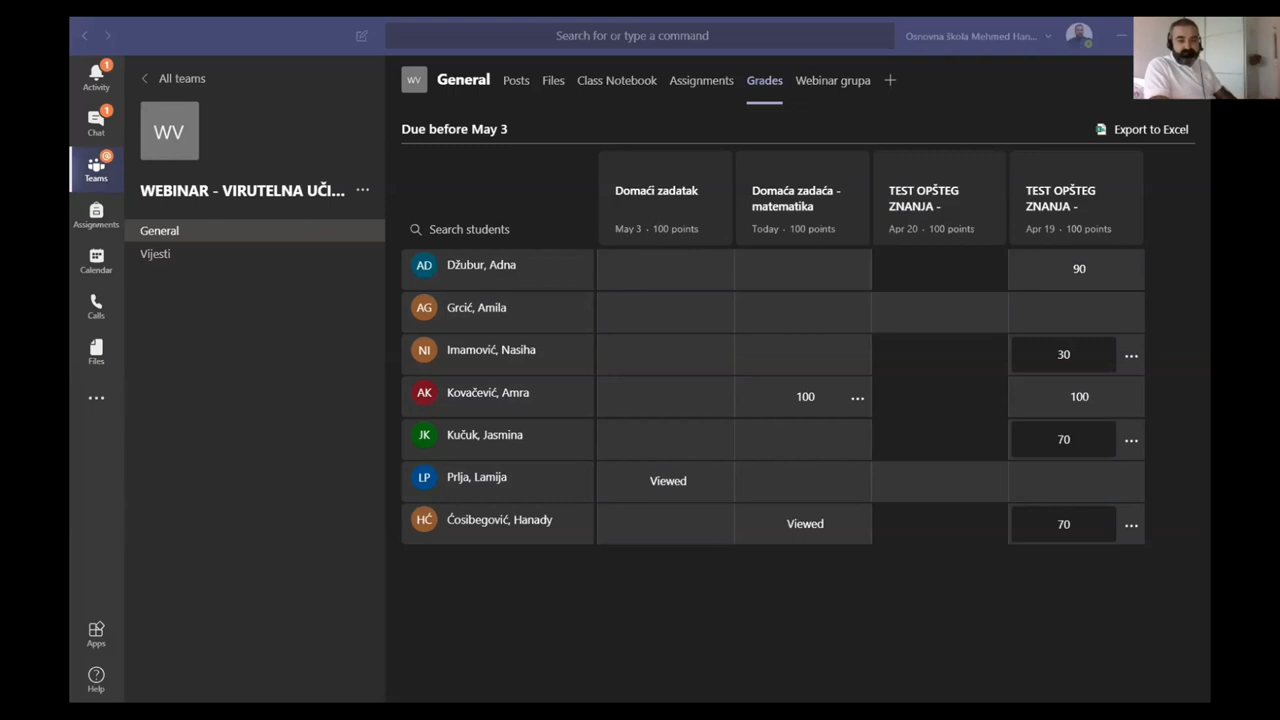 Search for or type a command
Osnovna škola Mehmed Han...
1
Activity
1
Chat
Teams
Assignments
Calendar
Calls
Files
Apps
Help
All teams
WV
WEBINAR - VIRUTELNA UČI...
General
Vijesti
WV
General
Posts
Files
Class Notebook
Assignments
Grades
Webinar grupa
Due before May 3
Export to Excel
Search students
Domaći zadatak
May 3 · 100 points
Domaća zadaća -
matematika
Today · 100 points
TEST OPŠTEG
ZNANJA -
Apr 20 · 100 points
TEST OPŠTEG
ZNANJA -
Apr 19 · 100 points
AD Džubur, Adna 90
AG Grcić, Amila
NI Imamović, Nasiha 30
AK Kovačević, Amra 100 100
JK Kučuk, Jasmina 70
LP Prlja, Lamija Viewed
HĆ Ćosibegović, Hanady Viewed 70